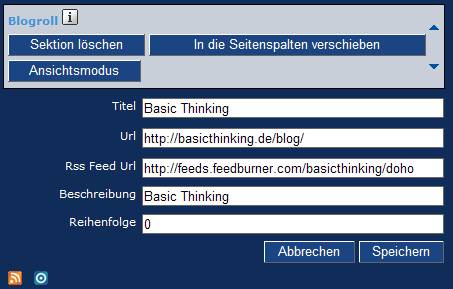 Blogroll i
Sektion löschen In die Seitenspalten verschieben
Ansichtsmodus
Titel Basic Thinking
Url http://basicthinking.de/blog/
Rss Feed Url http://feeds.feedburner.com/basicthinking/doho
Beschreibung Basic Thinking
Reihenfolge 0
Abbrechen Speichern